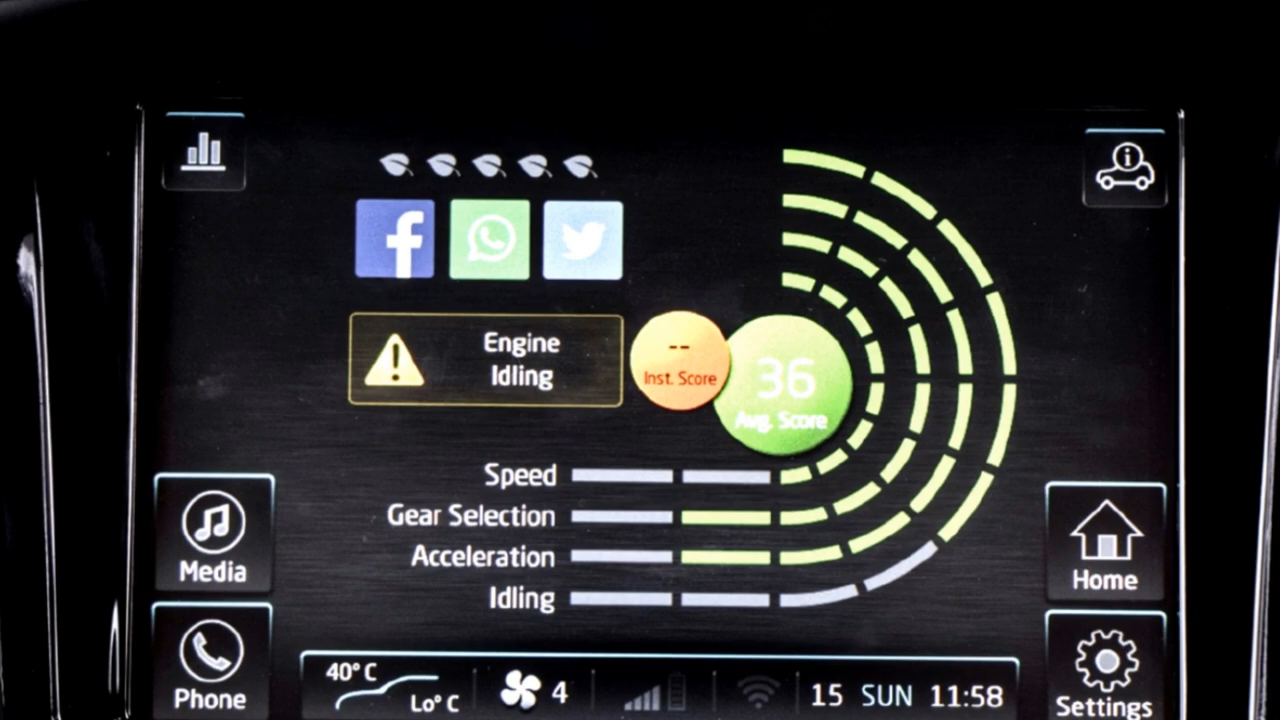 Engine
Idling
--
Inst. Score
36
Avg. Score
Speed
Gear Selection
Acceleration
Idling
Media
Phone
Home
Settings
40°C
Lo°C
4
15 SUN 11:58